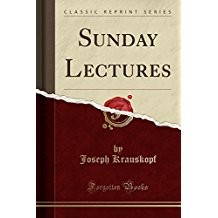 CLASSIC REPRINT SERIES
SUNDAY
LECTURES
by
Joseph Krauskopf
Forgotten Books